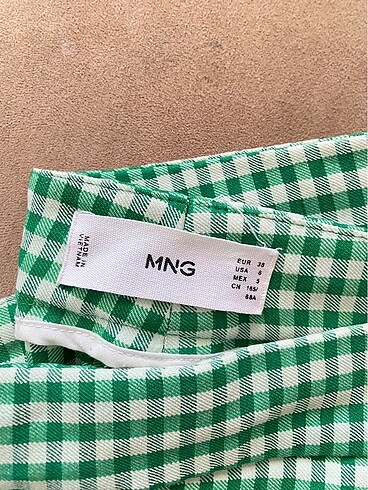 MADE IN
VIETNAM
MNG
EUR 38
USA 6
MEX 5
CN 165/
68A